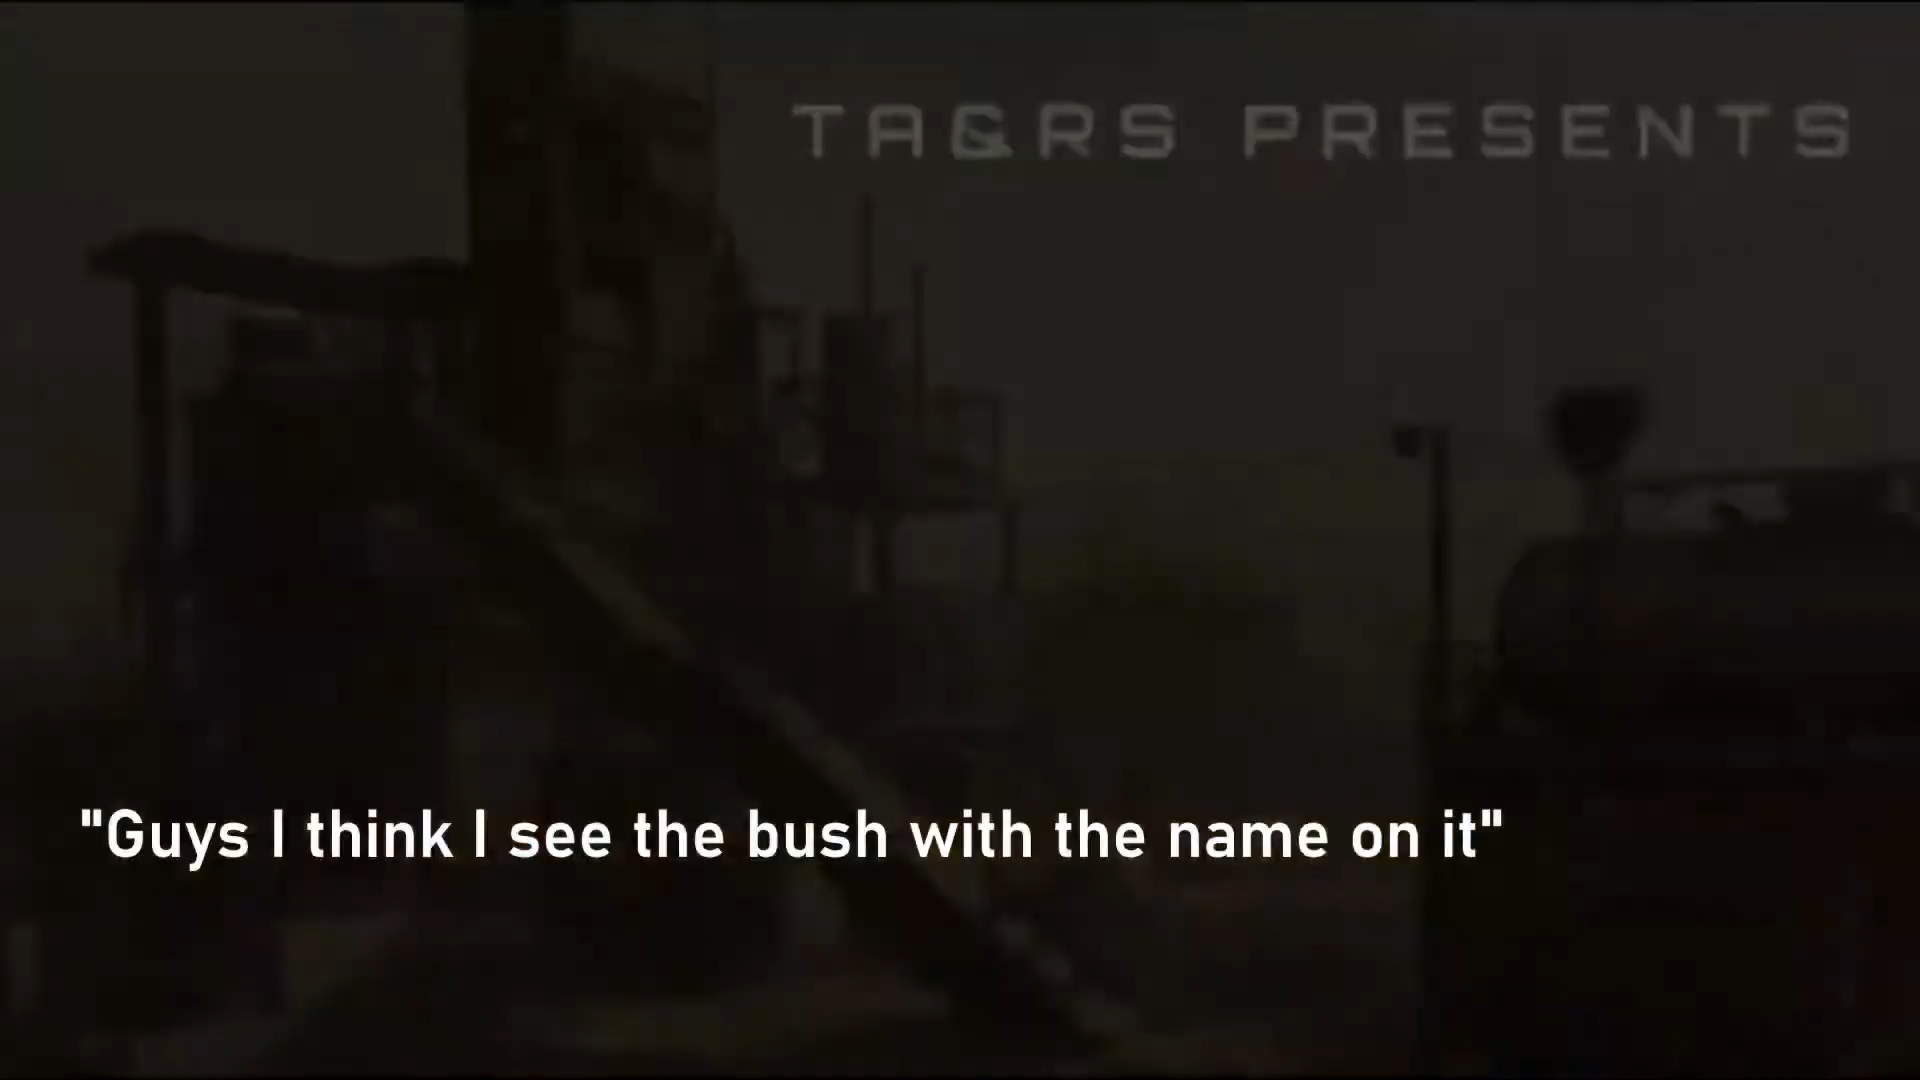 TA&RS PRESENTS
"Guys I think I see the bush with the name on it"